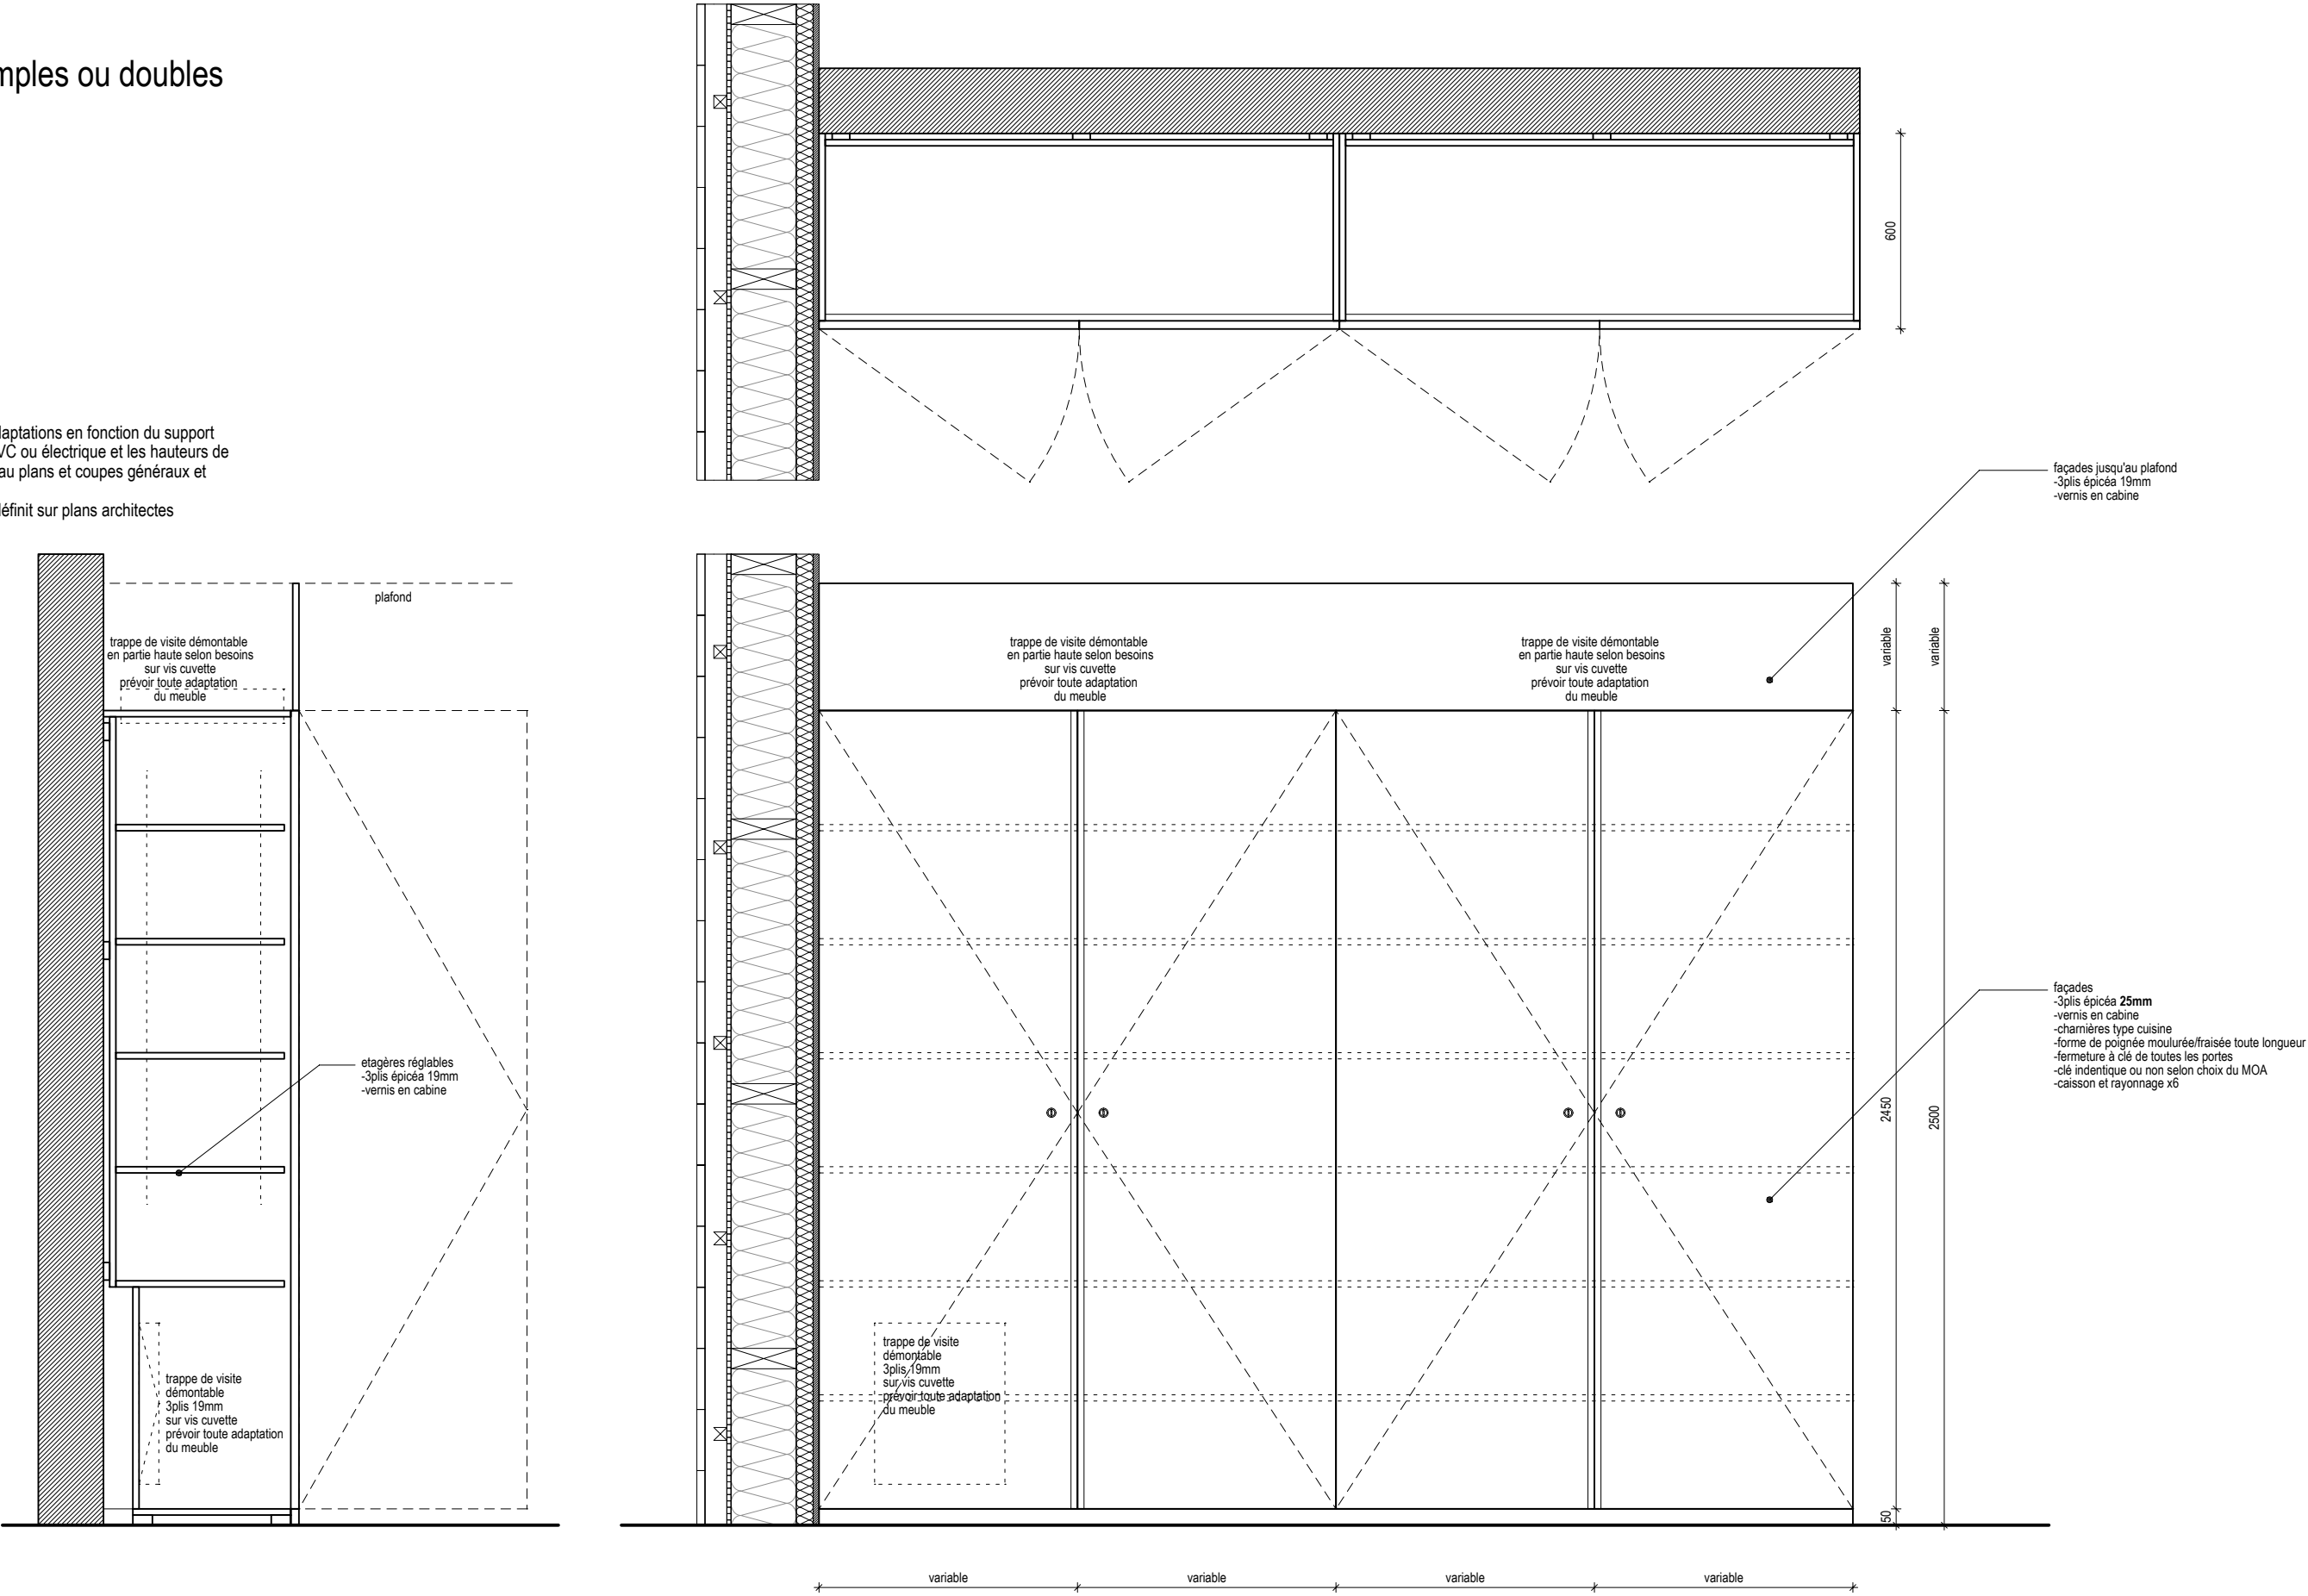 mples ou doubles
laptations en fonction du support
VC ou électrique et les hauteurs de
au plans et coupes généraux et
léfinit sur plans architectes
600
façades jusqu'au plafond
-3plis épicéa 19mm
-vernis en cabine
plafond
trappe de visite démontable
en partie haute selon besoins
sur vis cuvette
prévoir toute adaptation
du meuble
trappe de visite démontable
en partie haute selon besoins
sur vis cuvette
prévoir toute adaptation
du meuble
trappe de visite démontable
en partie haute selon besoins
sur vis cuvette
prévoir toute adaptation
du meuble
variable
variable
etagères réglables
-3plis épicéa 19mm
-vernis en cabine
façades
-3plis épicéa 25mm
-vernis en cabine
-charnières type cuisine
-forme de poignée moulurée/fraisée toute longueur
-fermeture à clé de toutes les portes
-clé indentique ou non selon choix du MOA
-caisson et rayonnage x6
2450
2500
trappe de visite
démontable
3plis 19mm
sur vis cuvette
prévoir toute adaptation
du meuble
trappe de visite
démontable
3plis 19mm
sur vis cuvette
prévoir toute adaptation
du meuble
50
variable
variable
variable
variable